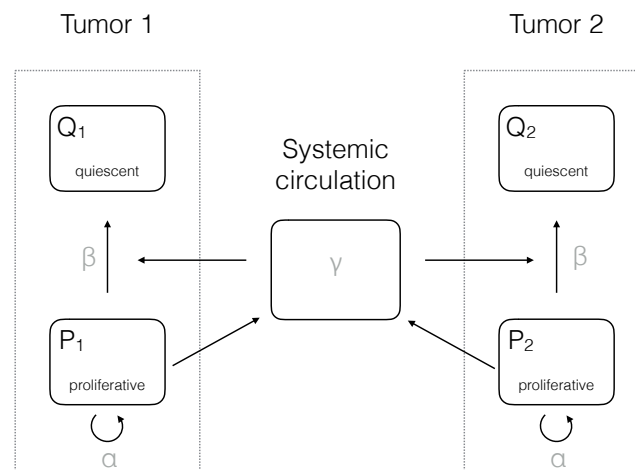 Tumor 1
Tumor 2
Q₁
quiescent
Q₂
quiescent
Systemic
circulation
β
γ
β
P₁
proliferative
P₂
proliferative
α
α